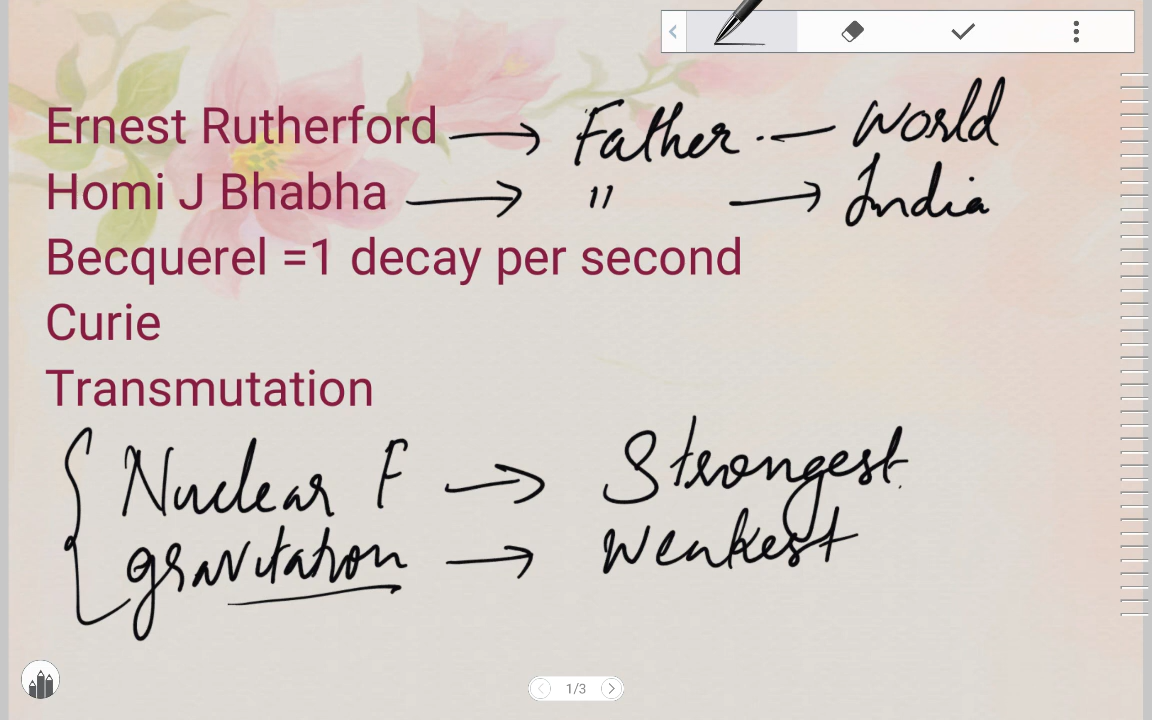 Ernest Rutherford → Father — World
Homi J Bhabha → " → India
Becquerel =1 decay per second
Curie
Transmutation
Nuclear F → Strongest
gravitation → Weakest
1/3